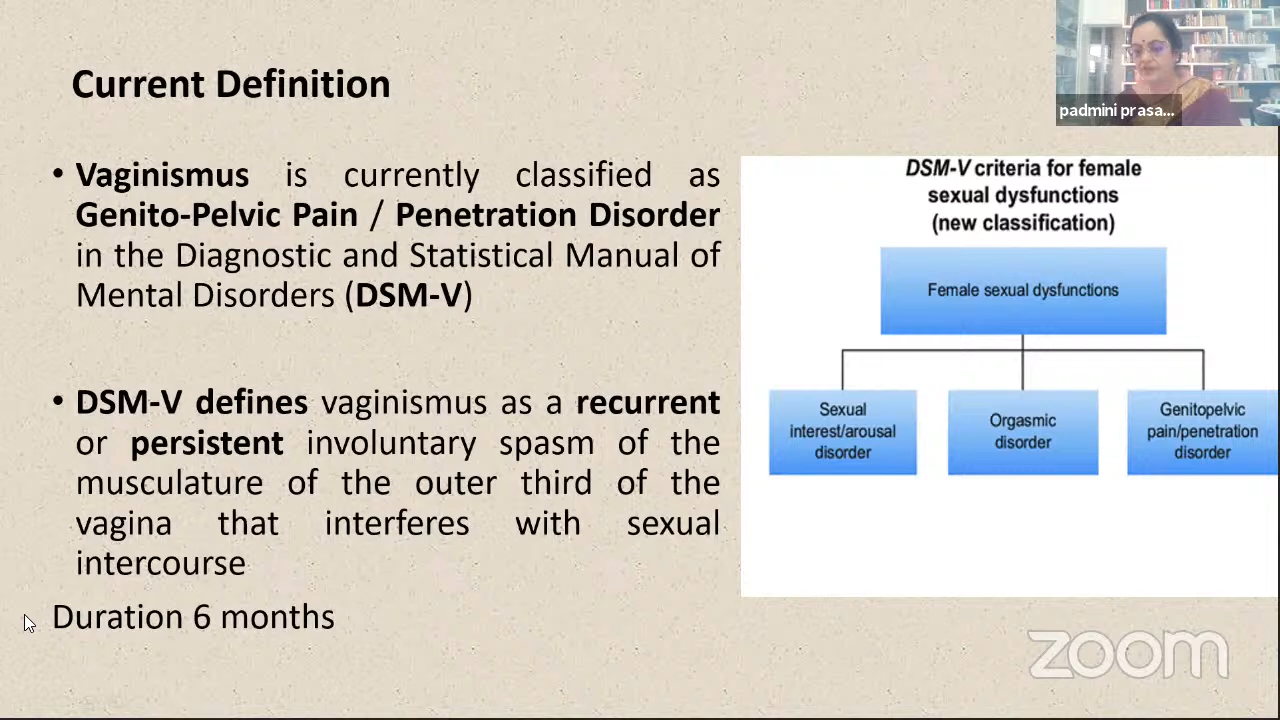 Current Definition
padmini prasa...
• Vaginismus is currently classified as
Genito-Pelvic Pain / Penetration Disorder
in the Diagnostic and Statistical Manual of
Mental Disorders (DSM-V)
• DSM-V defines vaginismus as a recurrent
or persistent involuntary spasm of the
musculature of the outer third of the
vagina that interferes with sexual
intercourse
Duration 6 months
DSM-V criteria for female
sexual dysfunctions
(new classification)
Female sexual dysfunctions
Sexual
interest/arousal
disorder
Orgasmic
disorder
Genitopelvic
pain/penetration
disorder
zoom